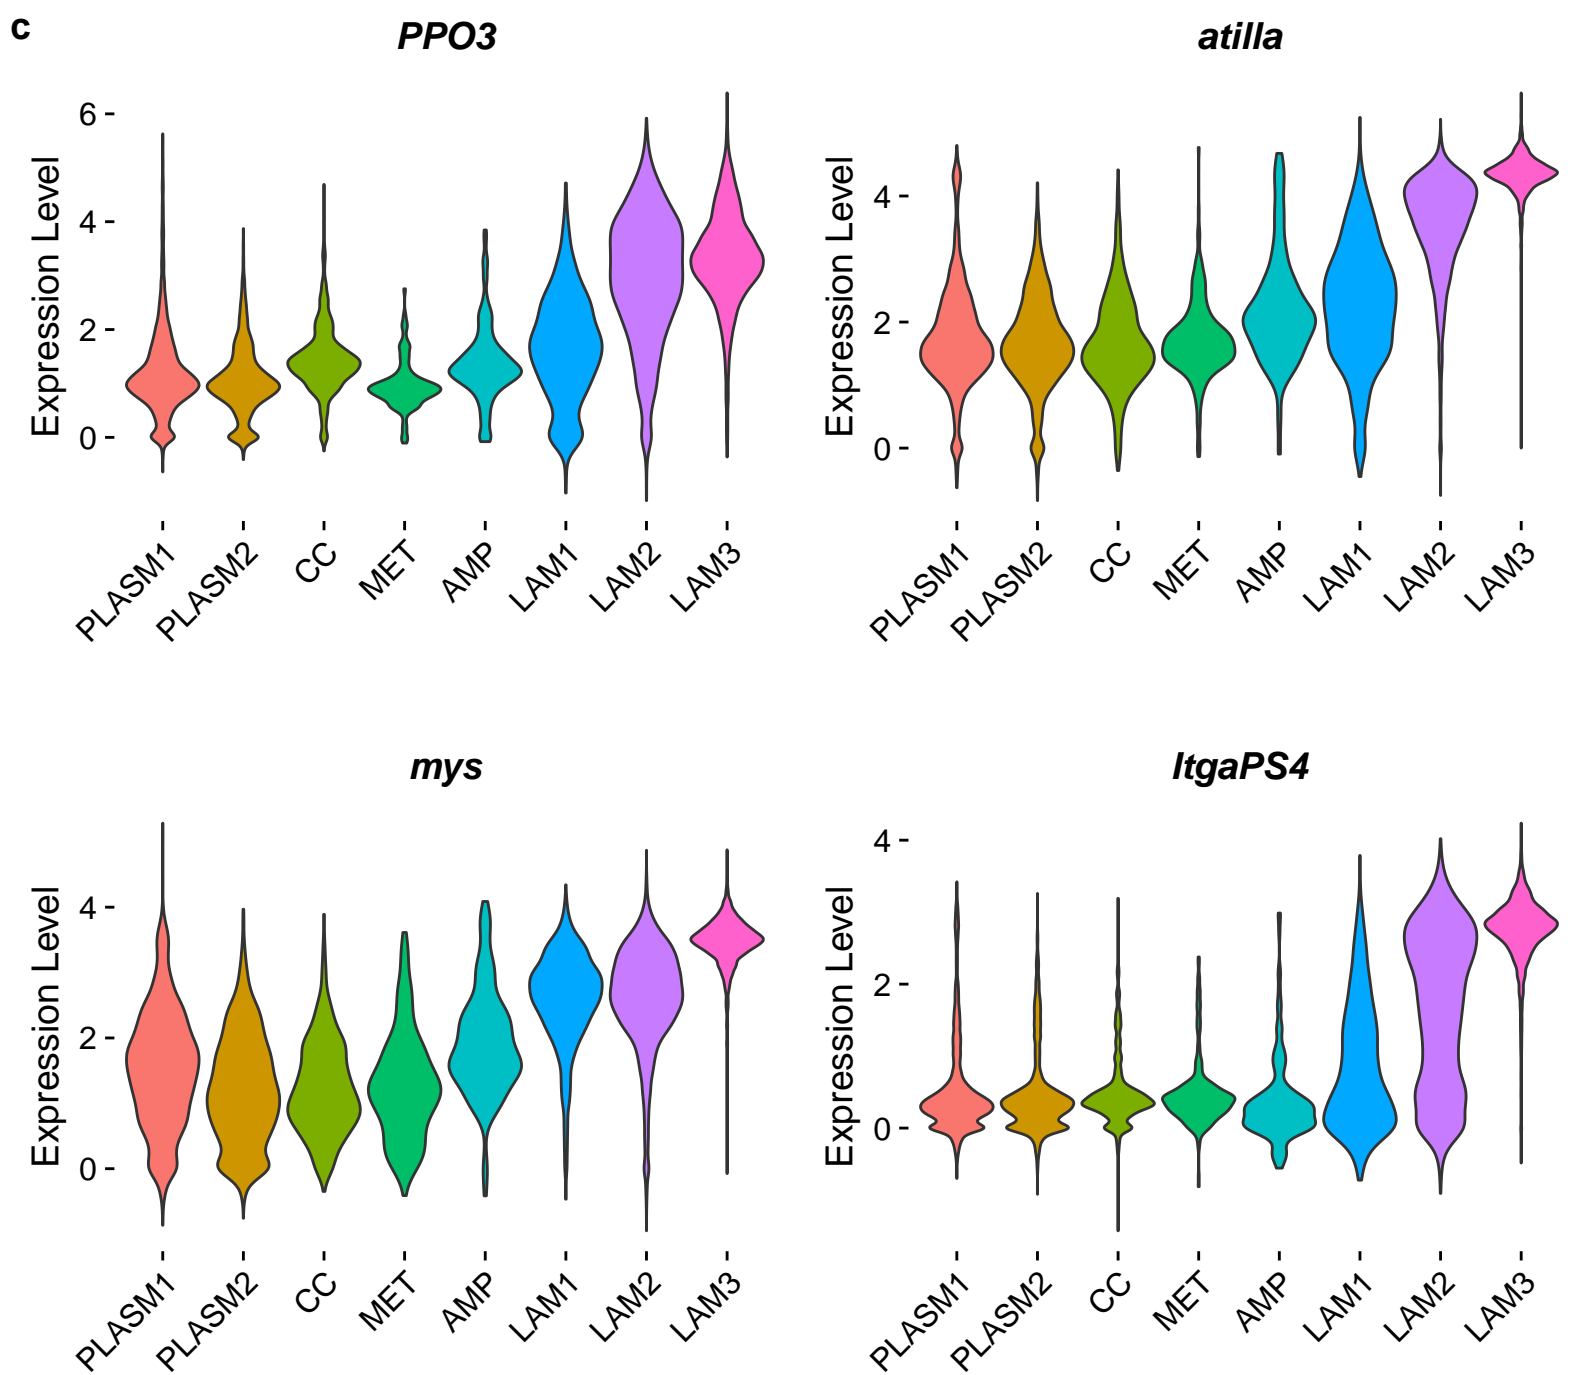 c
PPO3
Expression Level
6
4
2
0
PLASM1
PLASM2
CC
MET
AMP
LAM1
LAM2
LAM3
atilla
Expression Level
4
2
0
PLASM1
PLASM2
CC
MET
AMP
LAM1
LAM2
LAM3
mys
Expression Level
4
2
0
PLASM1
PLASM2
CC
MET
AMP
LAM1
LAM2
LAM3
ItgaPS4
Expression Level
4
2
0
PLASM1
PLASM2
CC
MET
AMP
LAM1
LAM2
LAM3